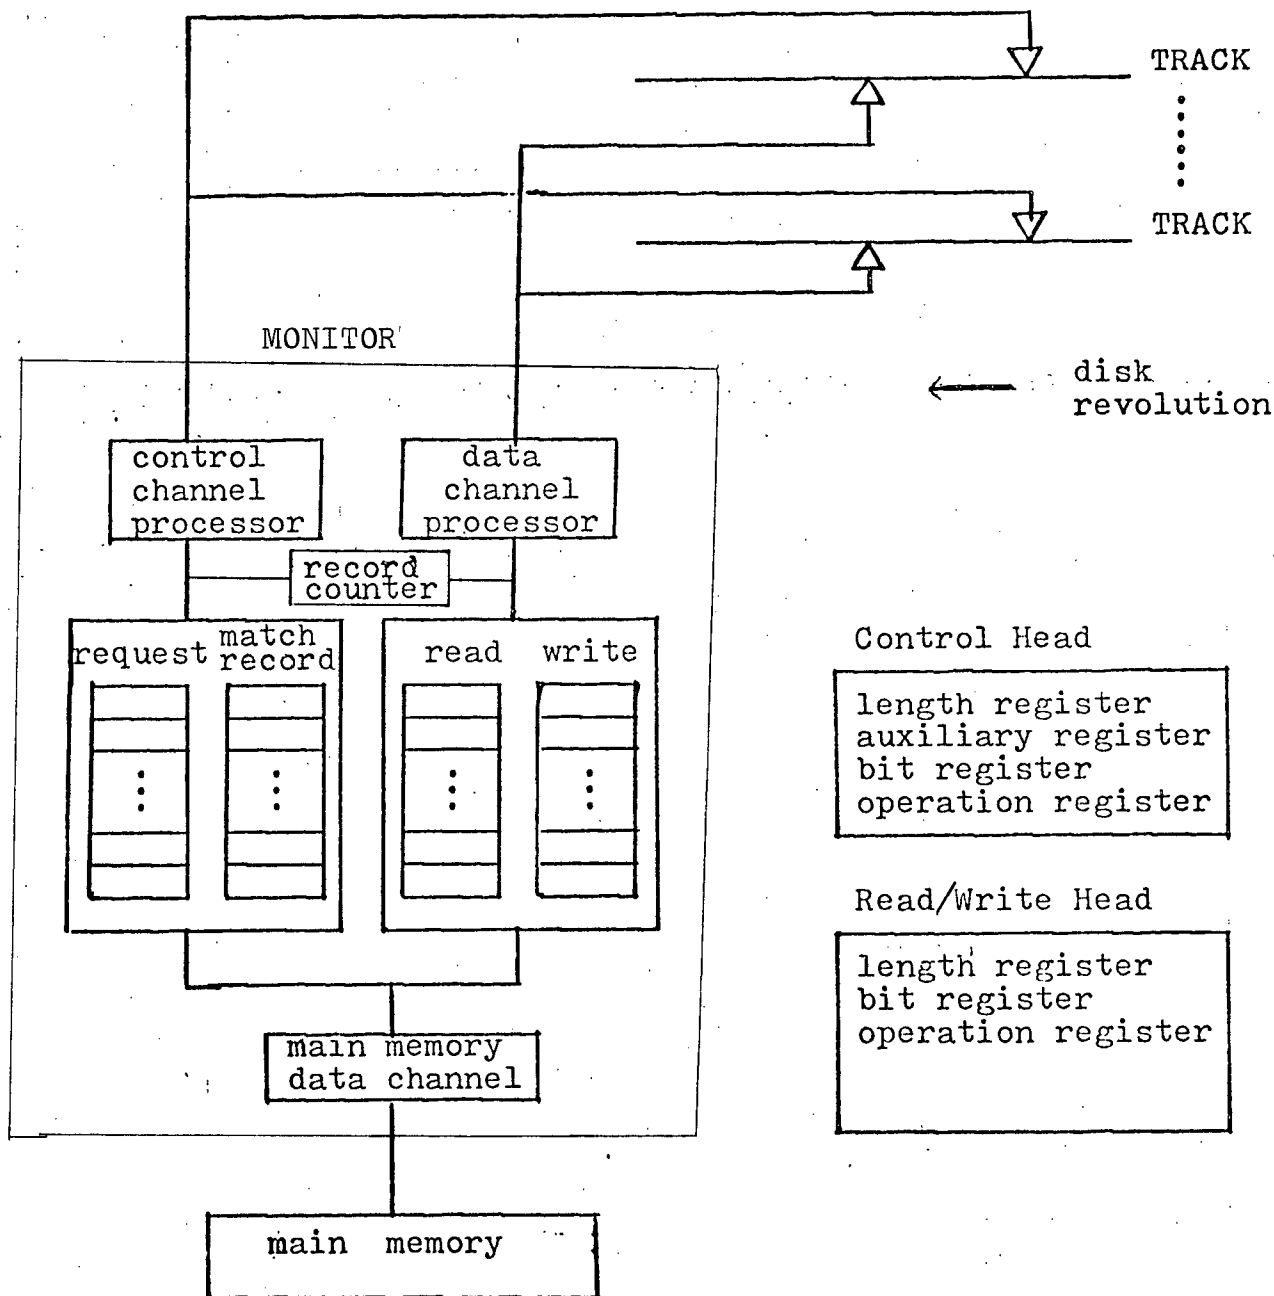 TRACK
TRACK
MONITOR
disk
revolution
control
channel
processor
data
channel
processor
record
counter
request
match
record
read
write
main memory
data channel
main memory
Control Head
length register
auxiliary register
bit register
operation register
Read/Write Head
length register
bit register
operation register